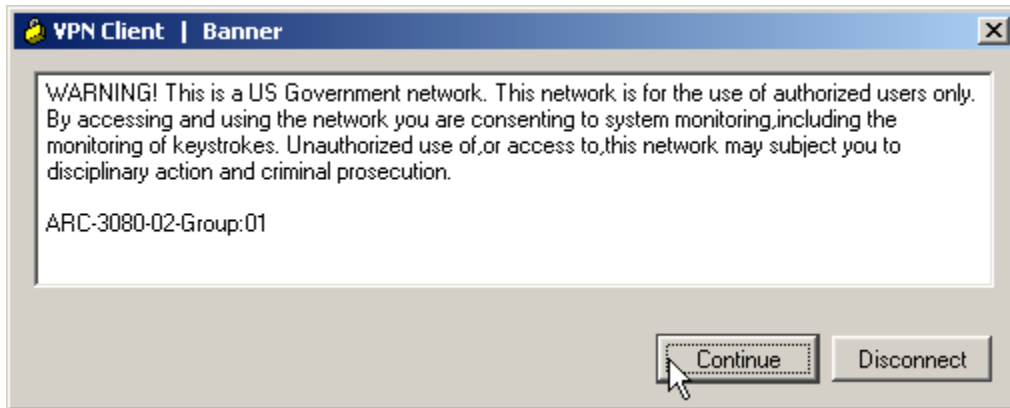 VPN Client | Banner
WARNING! This is a US Government network. This network is for the use of authorized users only.
By accessing and using the network you are consenting to system monitoring,including the
monitoring of keystrokes. Unauthorized use of,or access to,this network may subject you to
disciplinary action and criminal prosecution.
ARC-3080-02-Group:01
Continue Disconnect